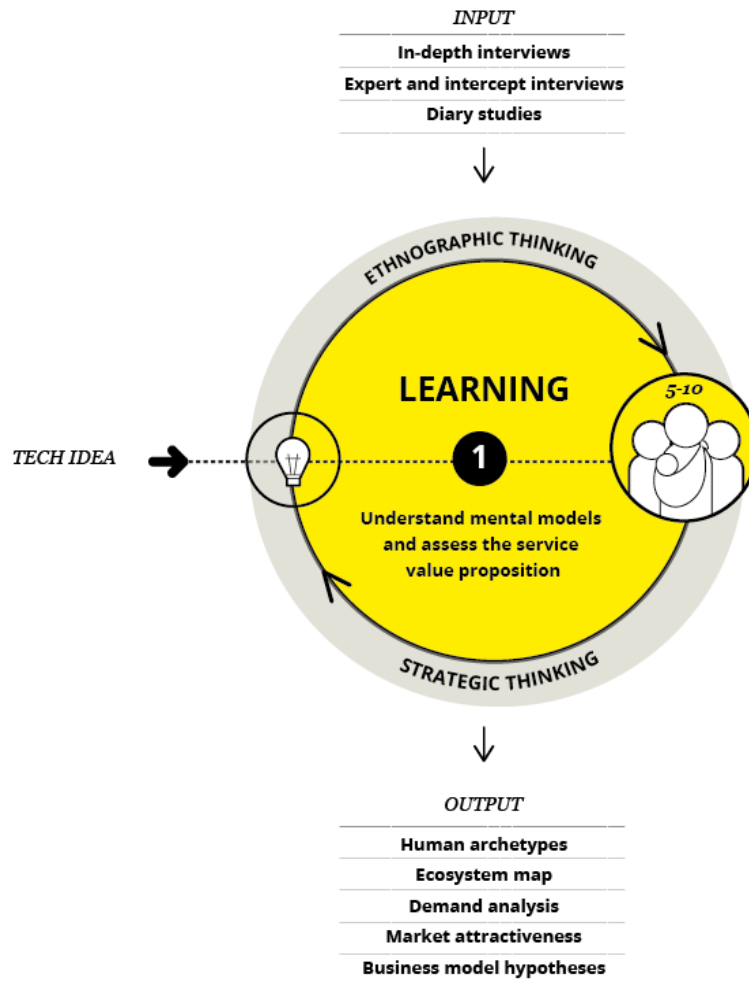 INPUT
In-depth interviews
Expert and intercept interviews
Diary studies
ETHNOGRAPHIC THINKING
LEARNING
5-10
TECH IDEA
1
Understand mental models
and assess the service
value proposition
STRATEGIC THINKING
OUTPUT
Human archetypes
Ecosystem map
Demand analysis
Market attractiveness
Business model hypotheses